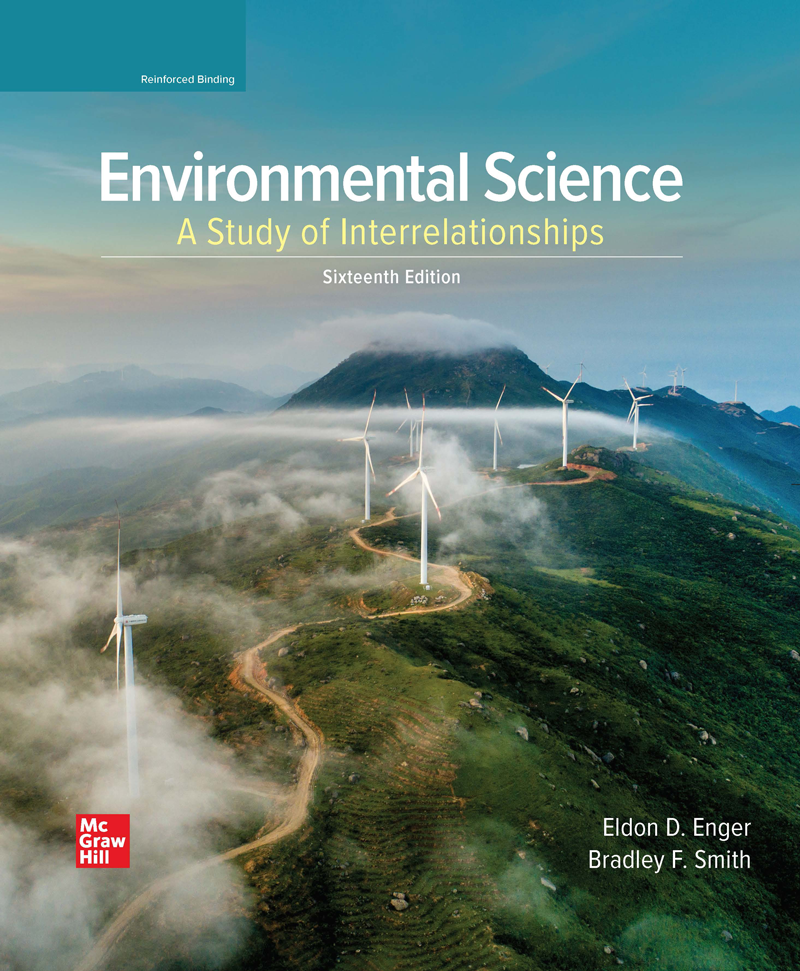 Reinforced Binding
Environmental Science
A Study of Interrelationships
Sixteenth Edition
Mc
Graw
Hill
Eldon D. Enger
Bradley F. Smith